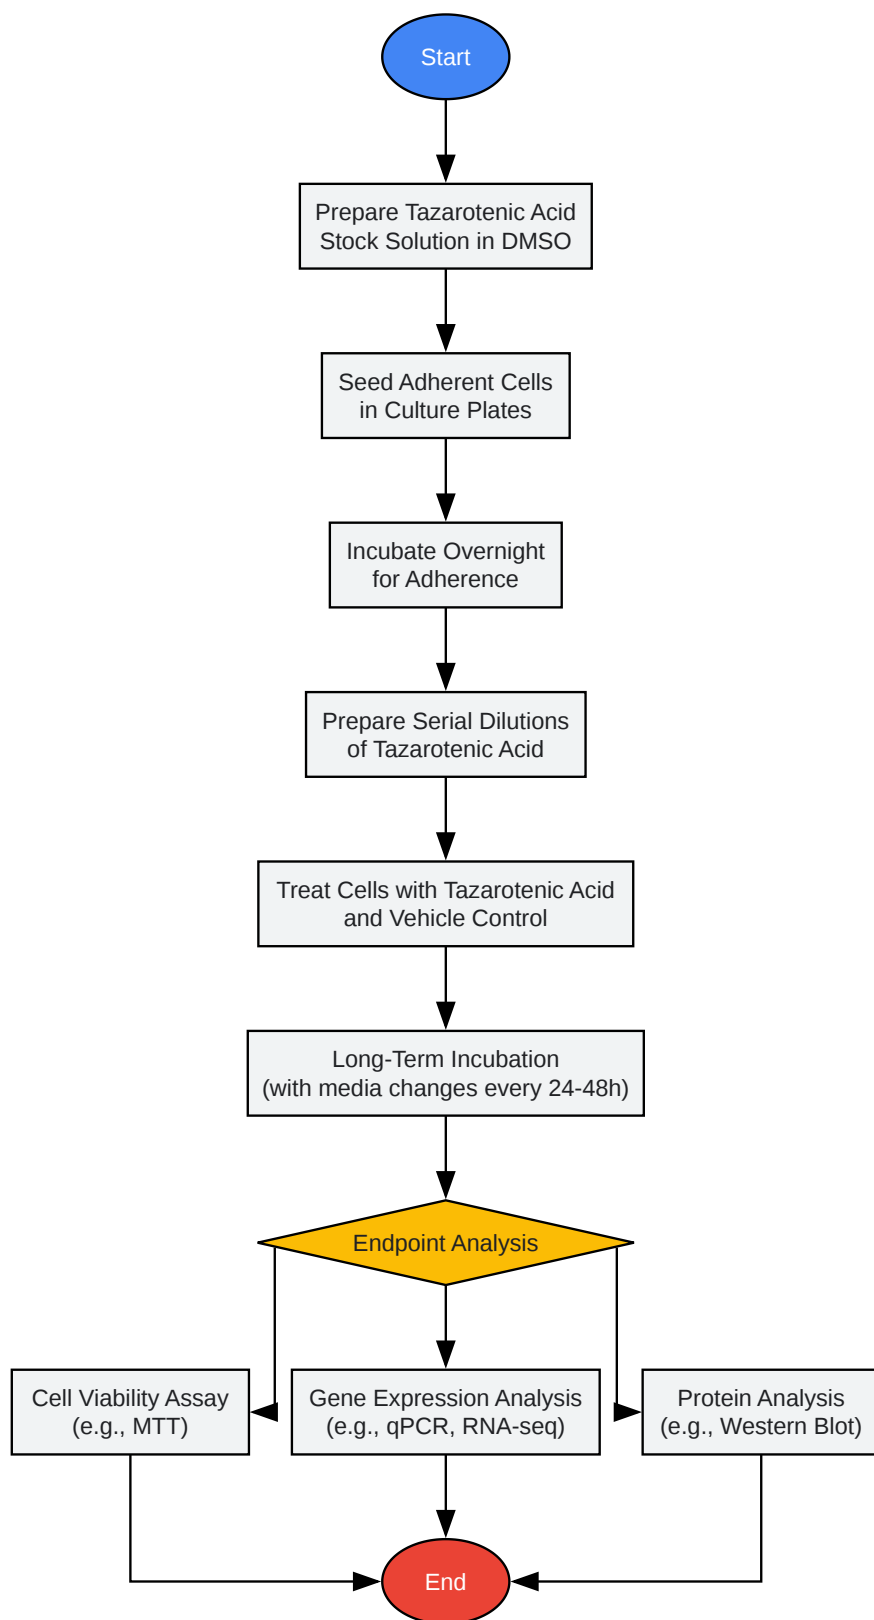 Start
Prepare Tazarotenic Acid
Stock Solution in DMSO
Seed Adherent Cells
in Culture Plates
Incubate Overnight
for Adherence
Prepare Serial Dilutions
of Tazarotenic Acid
Treat Cells with Tazarotenic Acid
and Vehicle Control
Long-Term Incubation
(with media changes every 24-48h)
Endpoint Analysis
Cell Viability Assay
(e.g., MTT)
Gene Expression Analysis
(e.g., qPCR, RNA-seq)
Protein Analysis
(e.g., Western Blot)
End